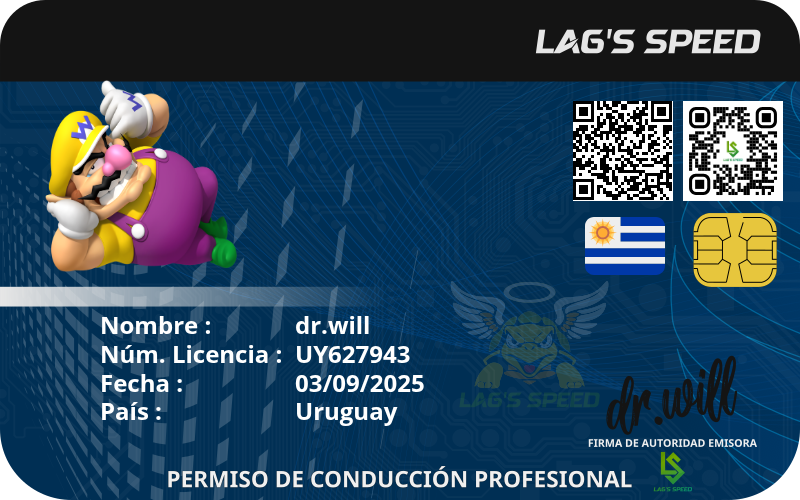 LAG'S SPEED
W
Nombre : dr.will
Núm. Licencia : UY627943
Fecha : 03/09/2025
País : Uruguay
LAG'S SPEED
dr.will
FIRMA DE AUTORIDAD EMISORA
PERMISO DE CONDUCCIÓN PROFESIONAL
LAG'S SPEED